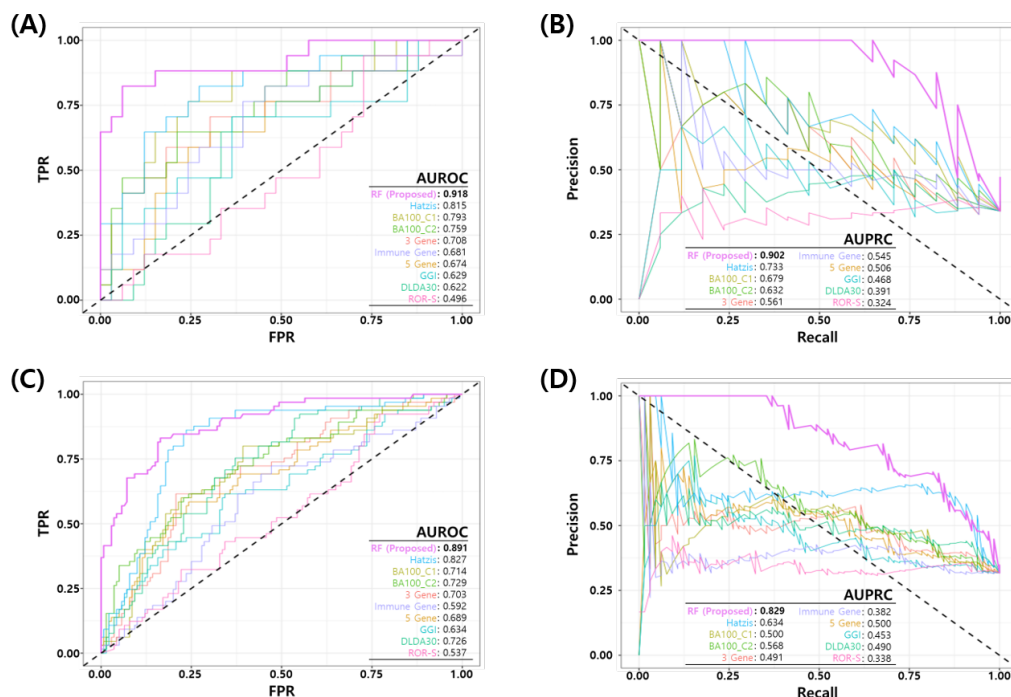 (A)
1.00
0.75
0.50
0.25
0.00
TPR
0.00
0.25
0.50
0.75
1.00
FPR
AUROC
RF (Proposed): 0.918
Hatzis: 0.815
BA100_C1: 0.793
BA100_C2: 0.759
3 Gene: 0.708
Immune Gene: 0.681
5 Gene: 0.674
GGI: 0.629
DLDA30: 0.622
ROR-S: 0.496
(B)
1.00
0.75
0.50
0.25
0.00
Precision
0.00
0.25
0.50
0.75
1.00
Recall
AUPRC
RF (Proposed): 0.902
Hatzis: 0.733
BA100_C1: 0.679
BA100_C2: 0.632
3 Gene: 0.561
Immune Gene: 0.545
5 Gene: 0.506
GGI: 0.468
DLDA30: 0.391
ROR-S: 0.324
(C)
1.00
0.75
0.50
0.25
0.00
TPR
0.00
0.25
0.50
0.75
1.00
FPR
AUROC
RF (Proposed): 0.891
Hatzis: 0.827
BA100_C1: 0.714
BA100_C2: 0.729
3 Gene: 0.703
Immune Gene: 0.592
5 Gene: 0.689
GGI: 0.634
DLDA30: 0.726
ROR-S: 0.537
(D)
1.00
0.75
0.50
0.25
0.00
Precision
0.00
0.25
0.50
0.75
1.00
Recall
AUPRC
RF (Proposed): 0.829
Hatzis: 0.634
BA100_C1: 0.500
BA100_C2: 0.568
3 Gene: 0.491
Immune Gene: 0.382
5 Gene: 0.500
GGI: 0.453
DLDA30: 0.490
ROR-S: 0.338